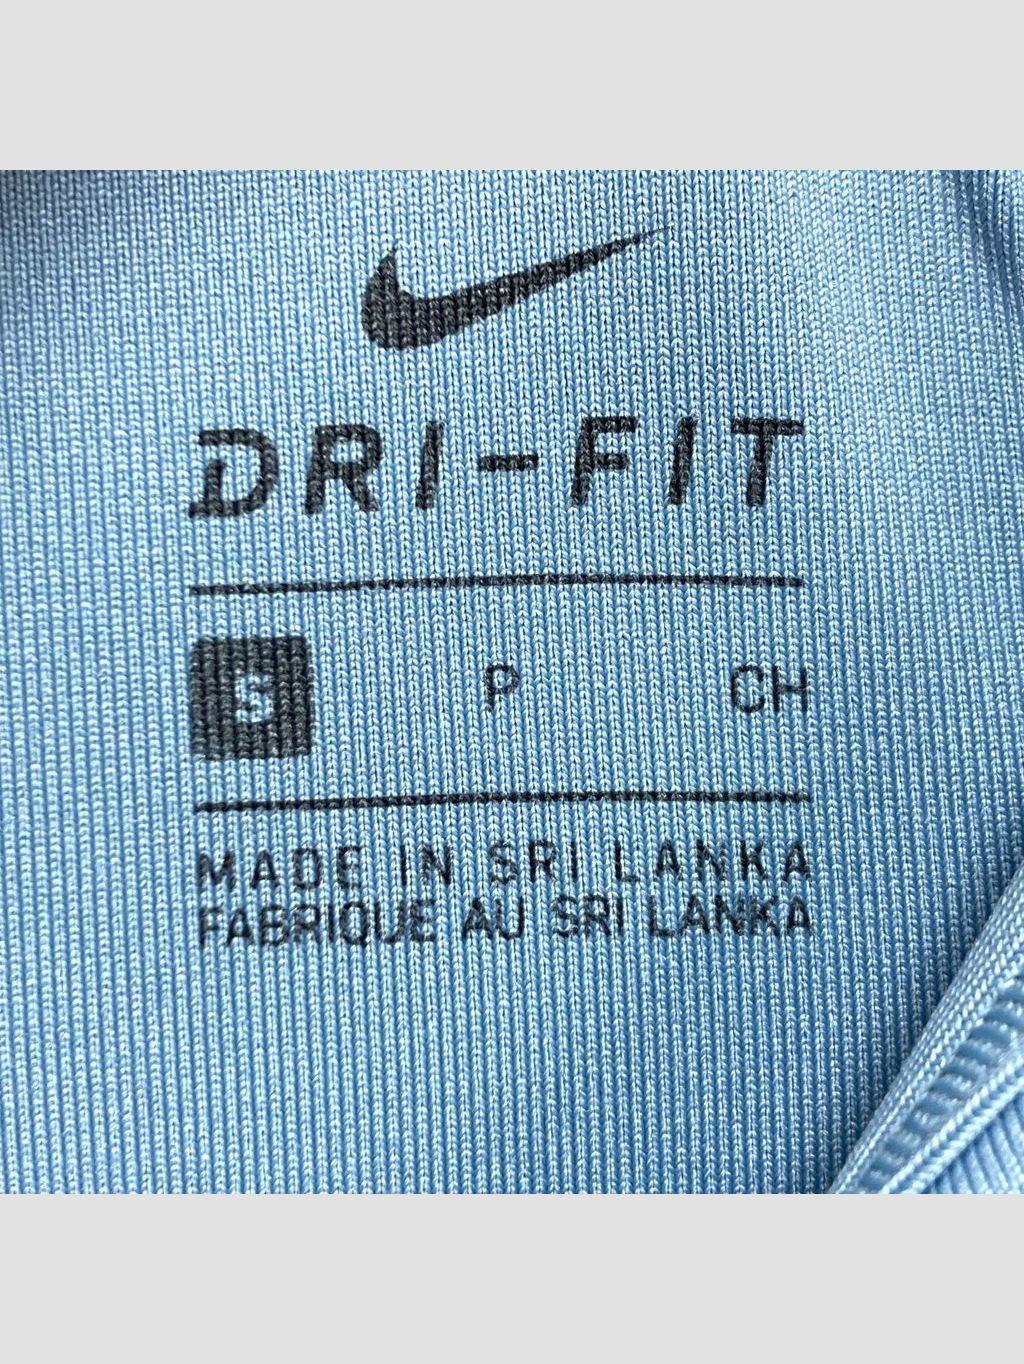 DRI-FIT
S P CH
MADE IN SRI LANKA
FABRIQUE AU SRI LANKA